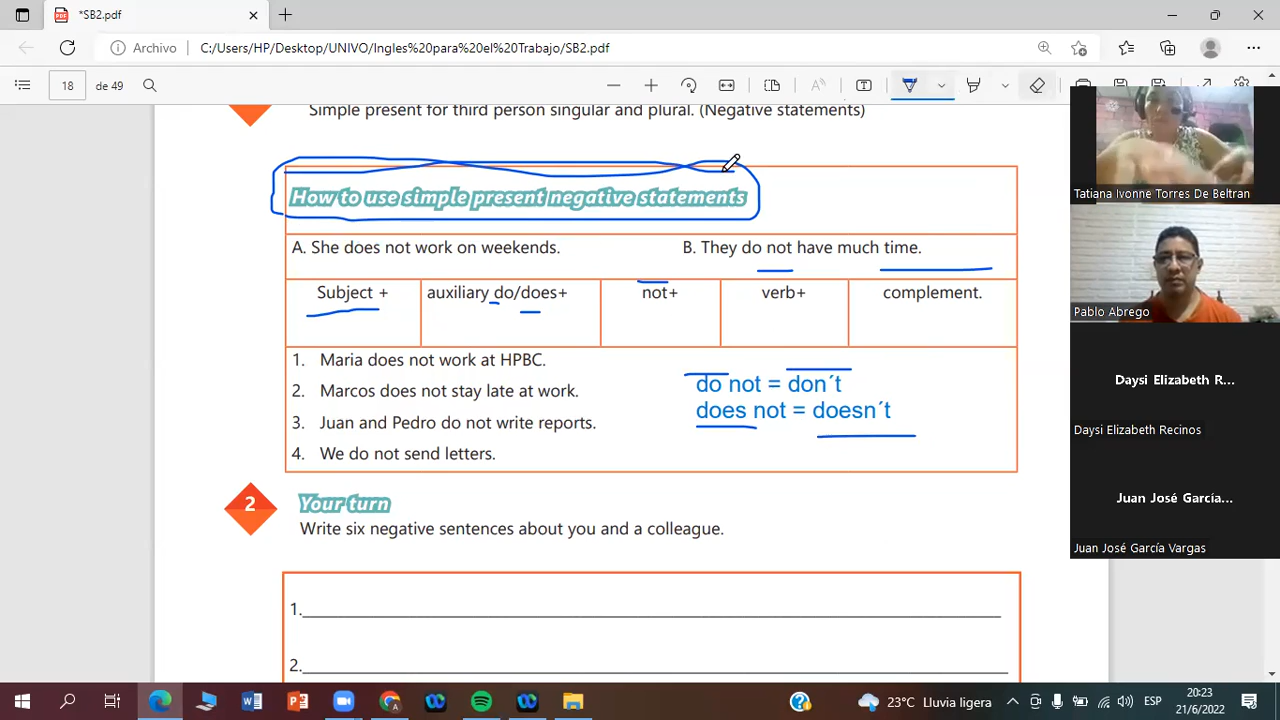 *SB2.pdf
Archivo
C:/Users/HP/Desktop/UNIVO/Ingles%20para%20el%20Trabajo/SB2.pdf
18
de 49
Simple present for third person singular and plural. (Negative statements)
How to use simple present negative statements
A. She does not work on weekends.
B. They do not have much time.
Subject +
auxiliary do/does+
not+
verb+
complement.
1. Maria does not work at HPBC.
2. Marcos does not stay late at work.
3. Juan and Pedro do not write reports.
4. We do not send letters.
do not = don´t
does not = doesn´t
2
Your turn
Write six negative sentences about you and a colleague.
1.
2.
Tatiana Ivonne Torres De Beltran
Pablo Abrego
Daysi Elizabeth R...
Daysi Elizabeth Recinos
Juan José García...
Juan José García Vargas
23°C Lluvia ligera
ESP
20:23
21/6/2022